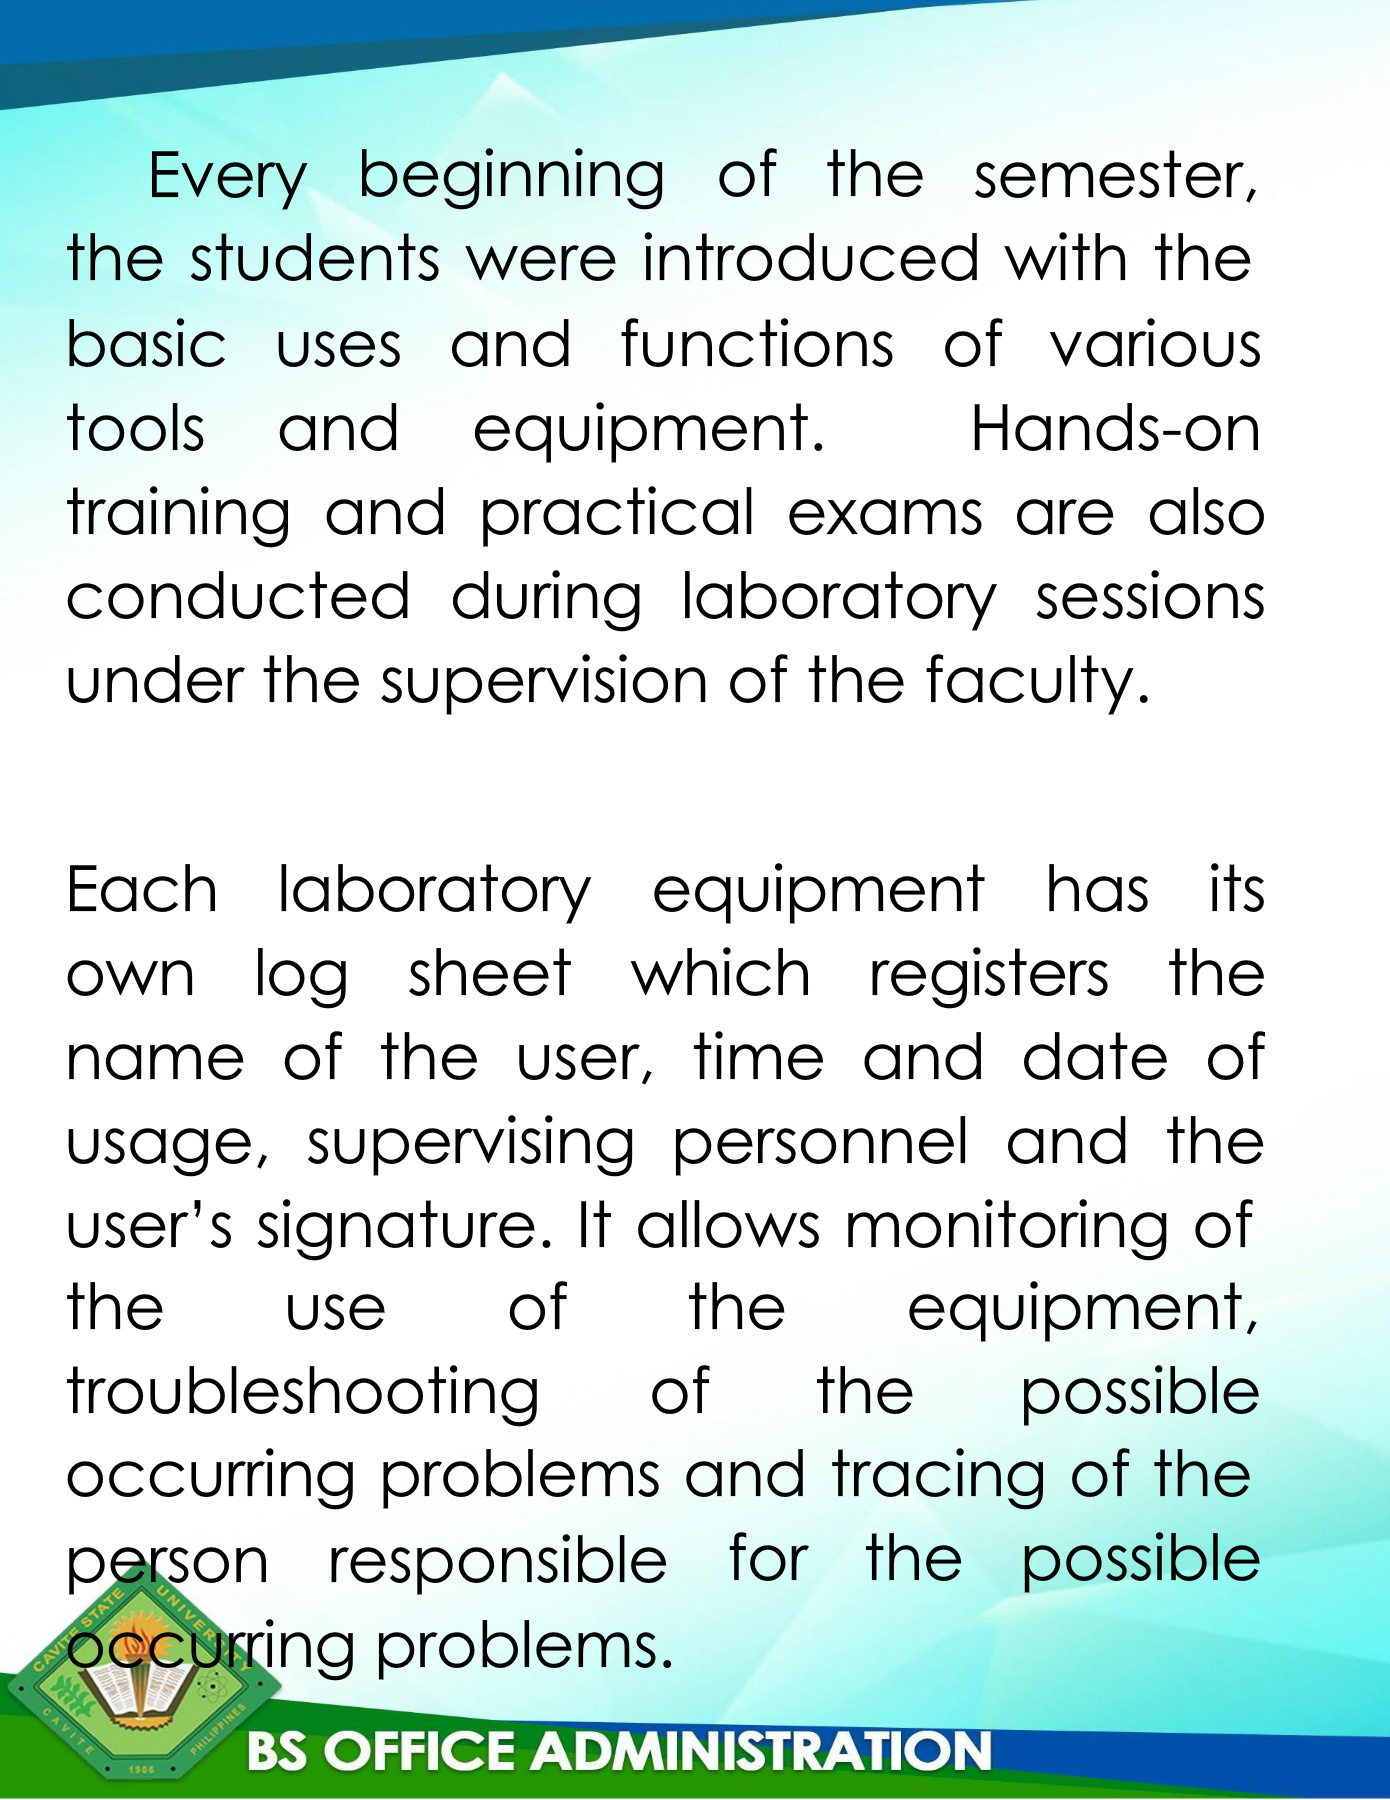 Every beginning of the semester,
the students were introduced with the
basic uses and functions of various
tools and equipment. Hands-on
training and practical exams are also
conducted during laboratory sessions
under the supervision of the faculty.
Each laboratory equipment has its
own log sheet which registers the
name of the user, time and date of
usage, supervising personnel and the
user’s signature. It allows monitoring of
the use of the equipment,
troubleshooting of the possible
occurring problems and tracing of the
person responsible for the possible
occurring problems.
CAVITE STATE UNIVERSITY
CAVITE
1906
PHILIPPINES
BS OFFICE ADMINISTRATION